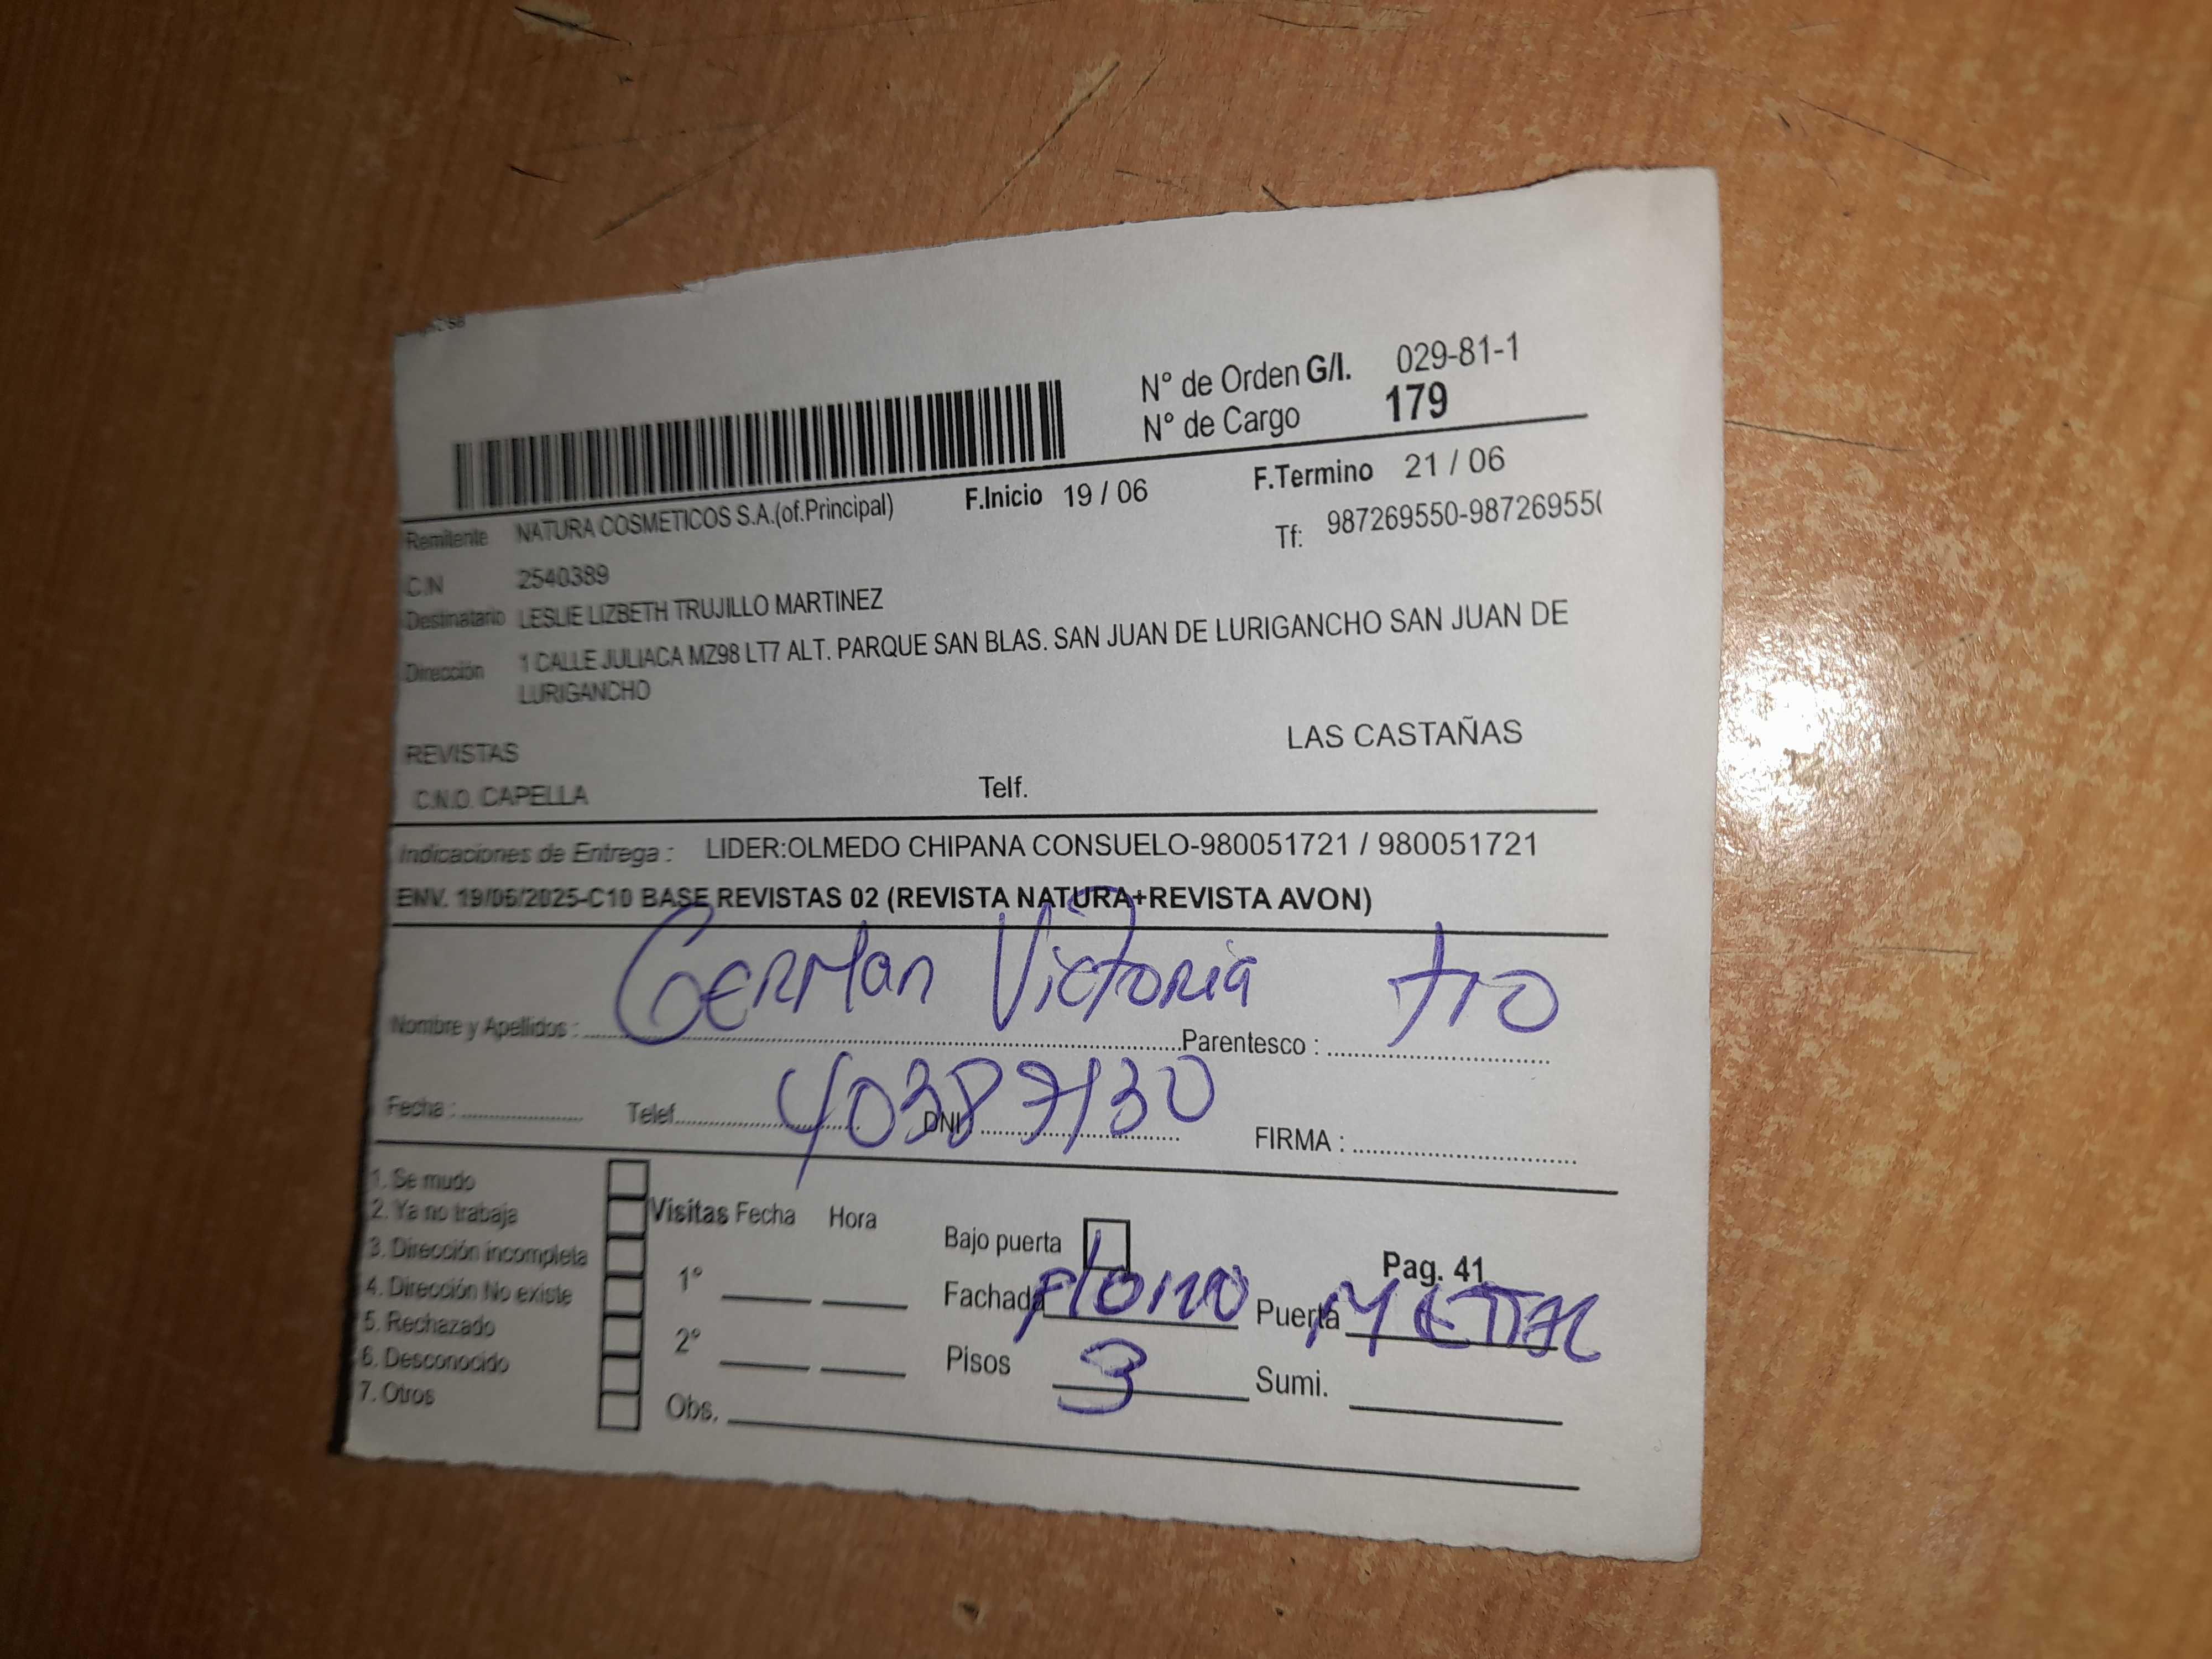 N° de Orden G/I. 029-81-1
N° de Cargo 179
F.Inicio 19 / 06 F.Termino 21 / 06
Remitente NATURA COSMETICOS S.A.(of.Principal) Tf: 987269550-98726955(
C.N 2540389
Destinatario LESLIE LIZBETH TRUJILLO MARTINEZ
Dirección 1 CALLE JULIACA MZ98 LT7 ALT. PARQUE SAN BLAS. SAN JUAN DE LURIGANCHO SAN JUAN DE
LURIGANCHO
REVISTAS LAS CASTAÑAS
C.N.O. CAPELLA Telf.
Indicaciones de Entrega : LIDER:OLMEDO CHIPANA CONSUELO-980051721 / 980051721
ENV. 19/06/2025-C10 BASE REVISTAS 02 (REVISTA NATURA+REVISTA AVON)
Nombre y Apellidos : German Victoria Parentesco : tio
Fecha : Telef. DNI 40387130 FIRMA :
1. Se mudo
2. Ya no trabaja
3. Dirección incompleta
4. Dirección No existe
5. Rechazado
6. Desconocido
7. Otros
Visitas Fecha Hora
1°
2°
Obs.
Bajo puerta Pag. 41
Fachada Puerta METAL
Pisos 3 Sumi.